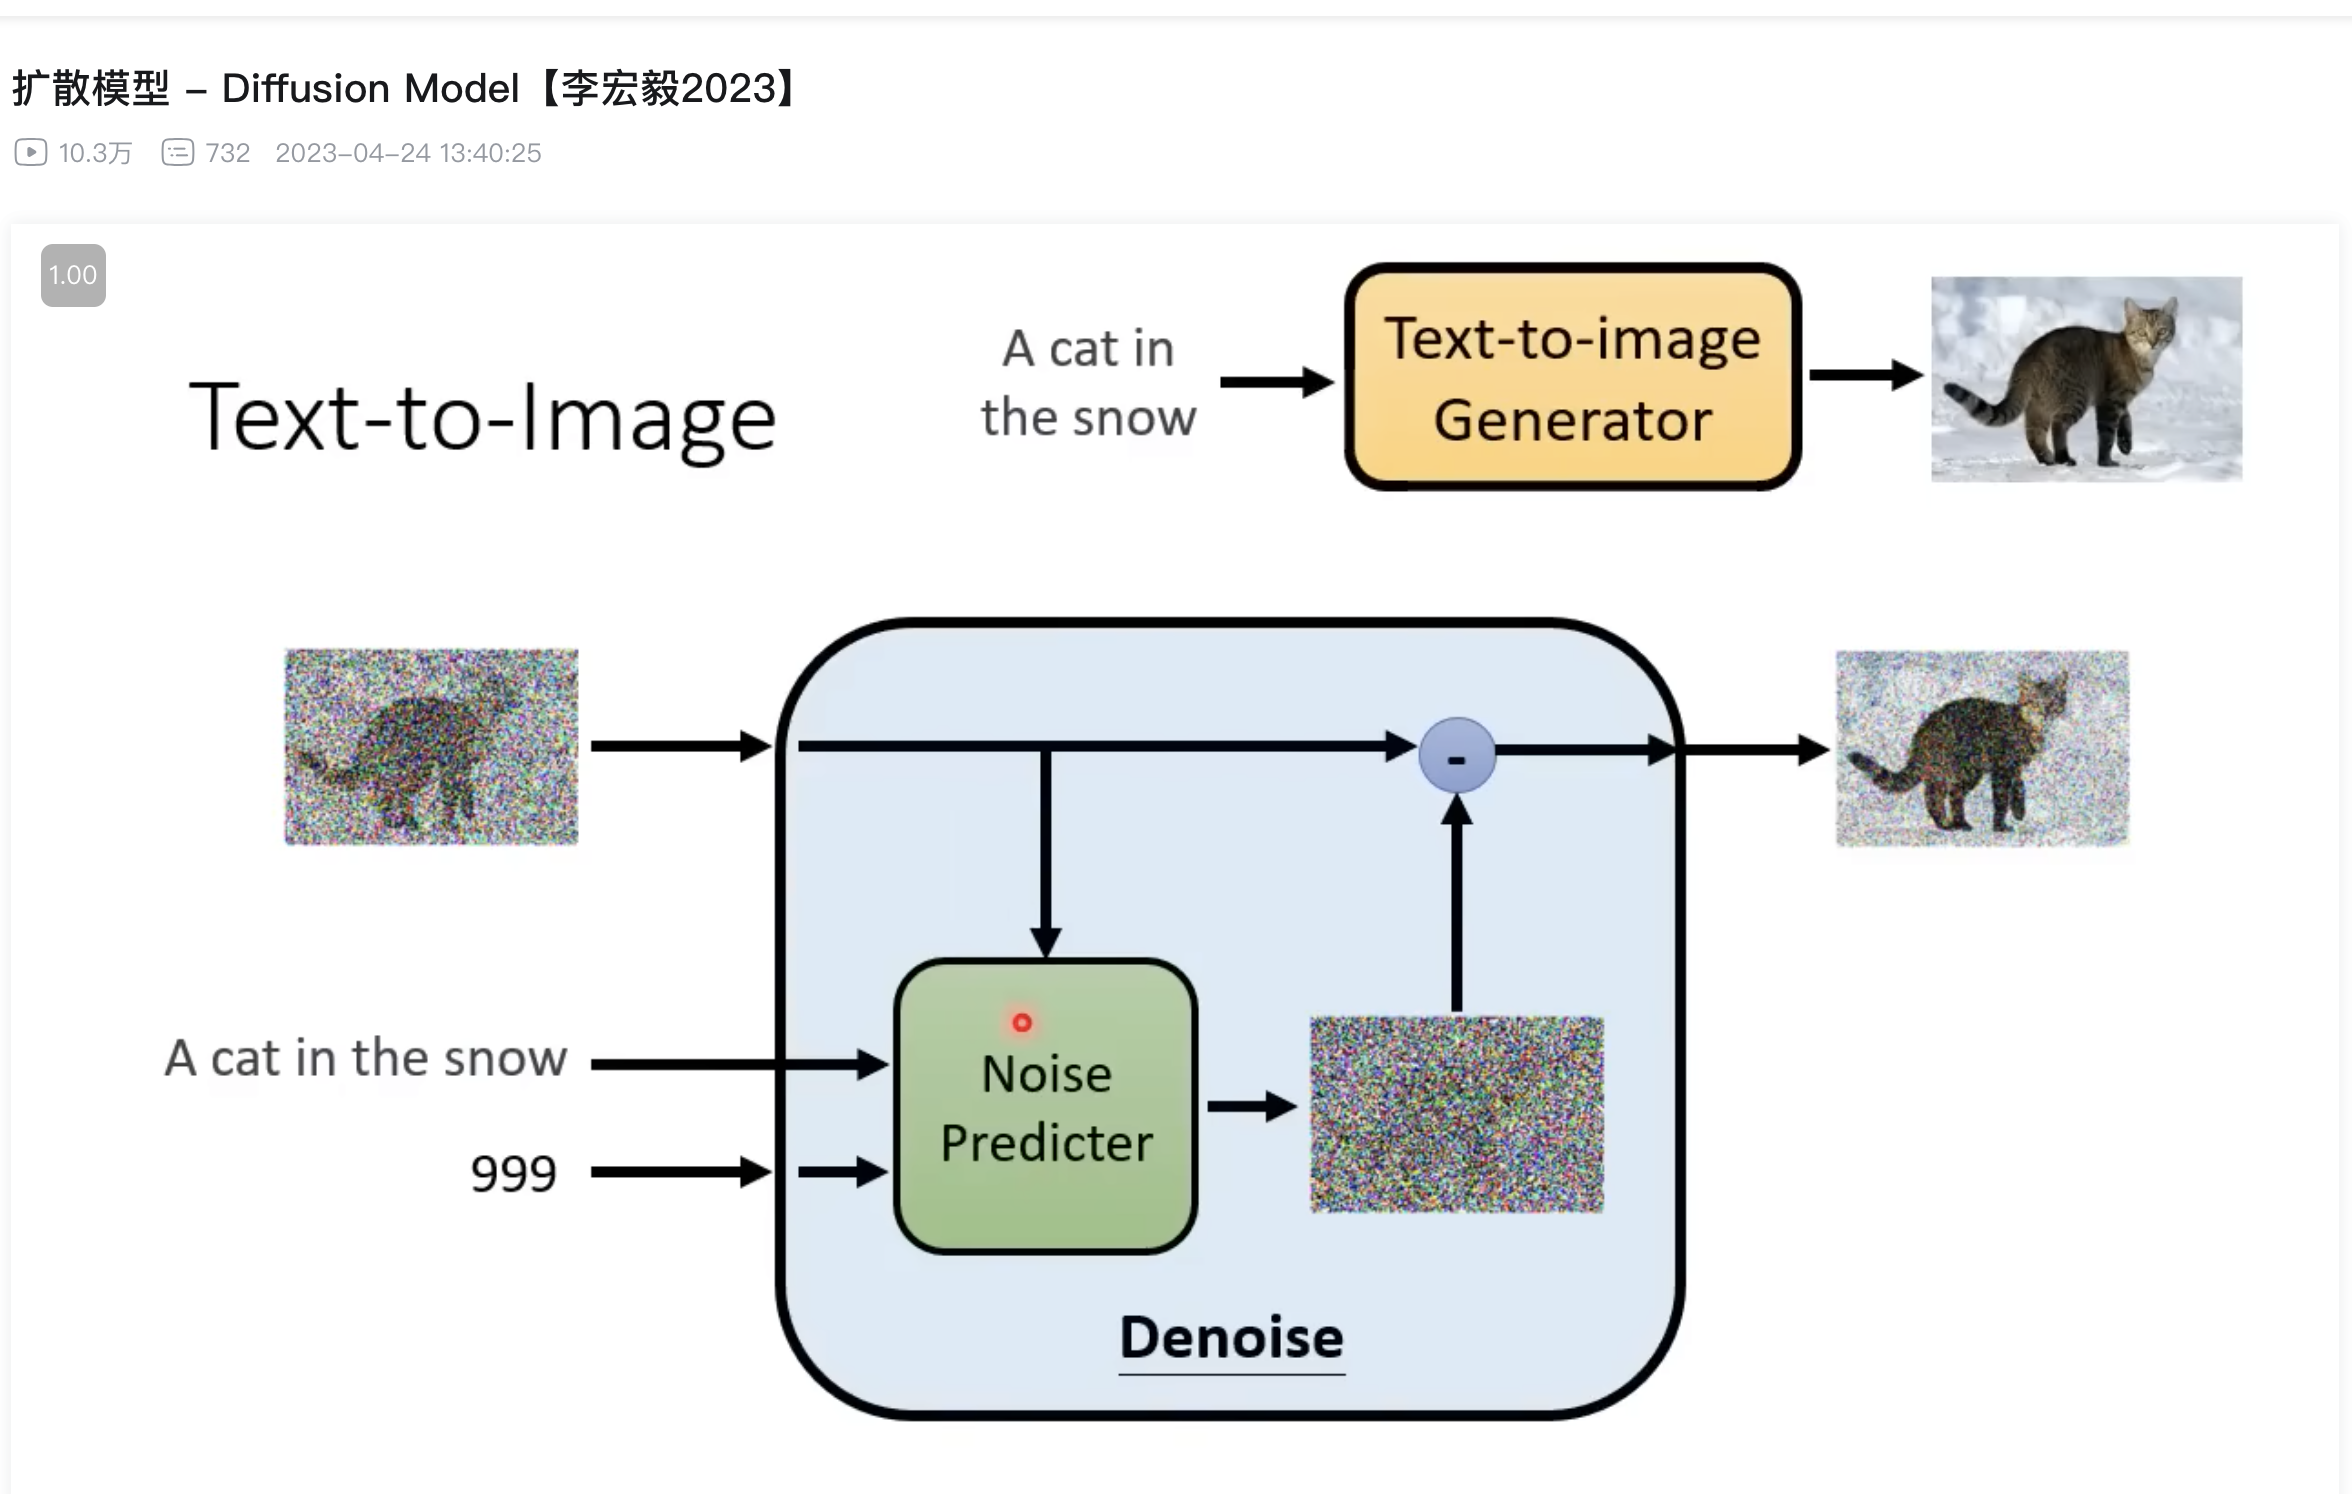 扩散模型 – Diffusion Model【李宏毅2023】
10.3万 732 2023-04-24 13:40:25
1.00
Text-to-Image
A cat in
the snow
Text-to-image
Generator
-
A cat in the snow
999
Noise
Predicter
Denoise